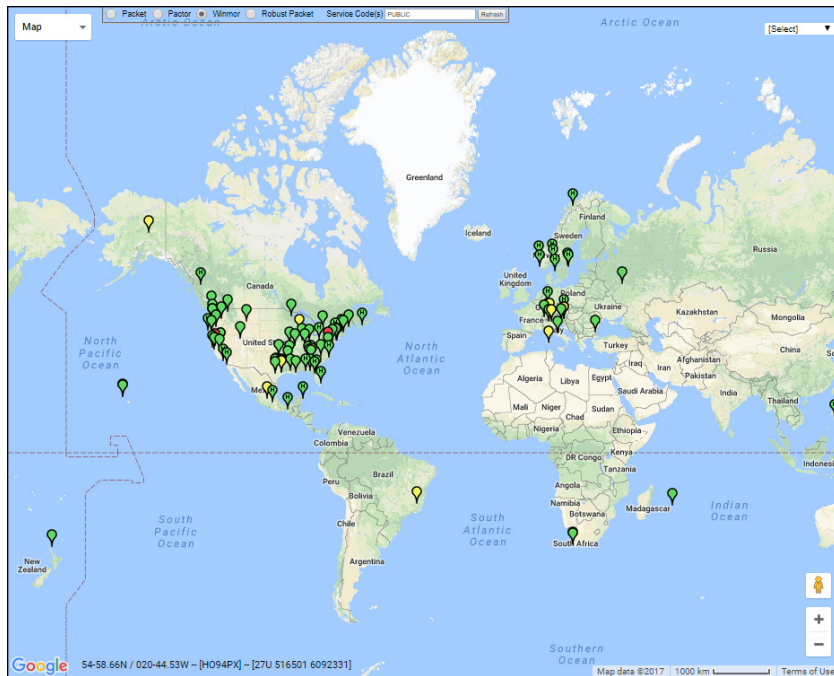 Packet Pactor Winmor Robust Packet Service Code(s) PUBLIC Refresh
Map
[Select]
Arctic Ocean
Arctic Ocean
Greenland
Iceland
Finland
Sweden
Russia
Canada
United Kingdom
Poland
Ukraine
France
Kazakhstan
Mongolia
North Pacific Ocean
United St
North Atlantic Ocean
Spain
Turkey
China
Iraq
Iran
Afghanistan
Pakistan
Algeria
Libya
Egypt
Saudi Arabia
India
Thailand
Mexico
Mali
Niger
Chad
Sudan
Nigeria
Ethiopia
Venezuela
Colombia
DR Congo
Kenya
Tanzania
Indonesia
Peru
Brazil
Bolivia
Angola
Namibia
Botswana
Madagascar
Indian Ocean
South Pacific Ocean
Chile
South Atlantic Ocean
South Africa
Argentina
New Zealand
Southern Ocean
Google
54-58.66N / 020-44.53W -- [HO94PX] -- [27U 516501 6092331]
Map data ©2017 1000 km Terms of Use